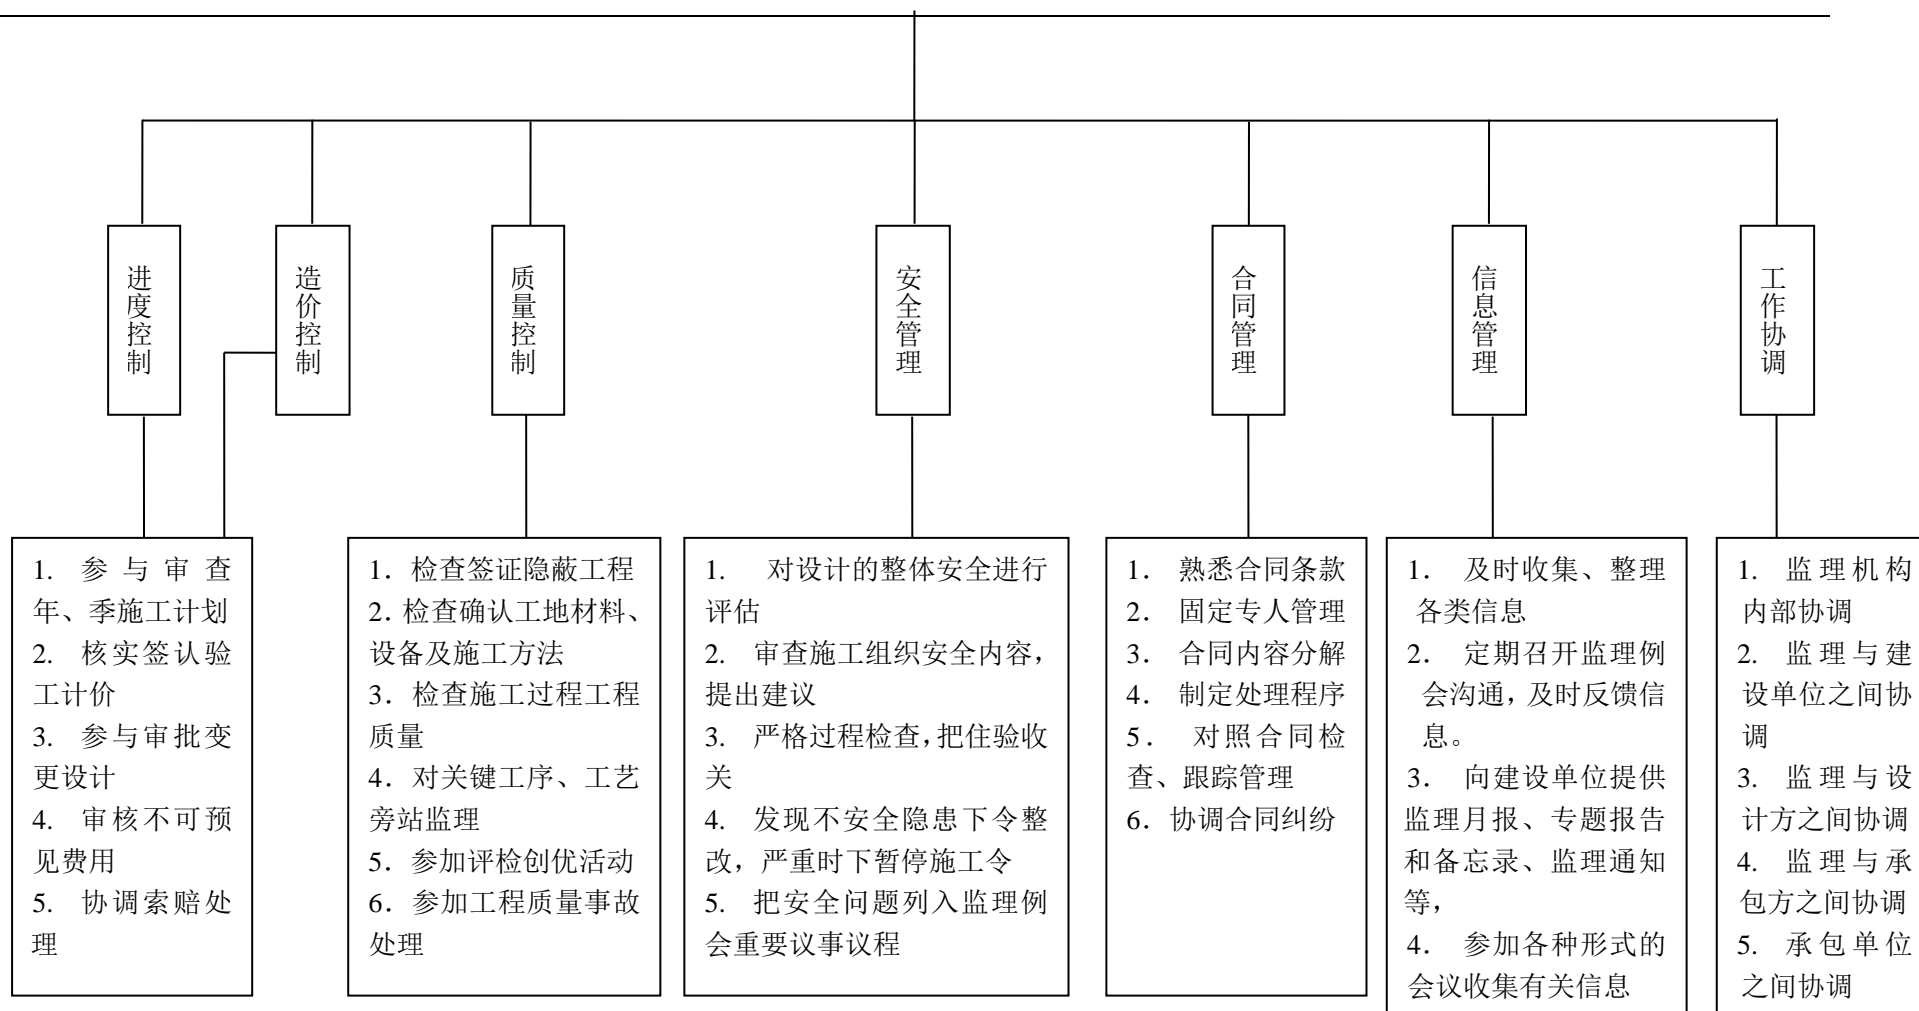 进度控制
造价控制
质量控制
安全管理
合同管理
信息管理
工作协调
1. 参与审查
年、季施工计划
2. 核实签认验
工计价
3. 参与审批变
更设计
4. 审核不可预
见费用
5. 协调索赔处
理
1．检查签证隐蔽工程
2．检查确认工地材料、
设备及施工方法
3．检查施工过程工程
质量
4．对关键工序、工艺
旁站监理
5．参加评检创优活动
6．参加工程质量事故
处理
1. 对设计的整体安全进行
评估
2. 审查施工组织安全内容，
提出建议
3. 严格过程检查，把住验收
关
4. 发现不安全隐患下令整
改，严重时下暂停施工令
5. 把安全问题列入监理例
会重要议事议程
1． 熟悉合同条款
2． 固定专人管理
3． 合同内容分解
4． 制定处理程序
5． 对照合同检
查、跟踪管理
6．协调合同纠纷
1． 及时收集、整理
各类信息
2． 定期召开监理例
会沟通，及时反馈信
息。
3． 向建设单位提供
监理月报、专题报告
和备忘录、监理通知
等，
4． 参加各种形式的
会议收集有关信息
1. 监理机构
内部协调
2. 监理与建
设单位之间协
调
3. 监理与设
计方之间协调
4. 监理与承
包方之间协调
5. 承包单位
之间协调